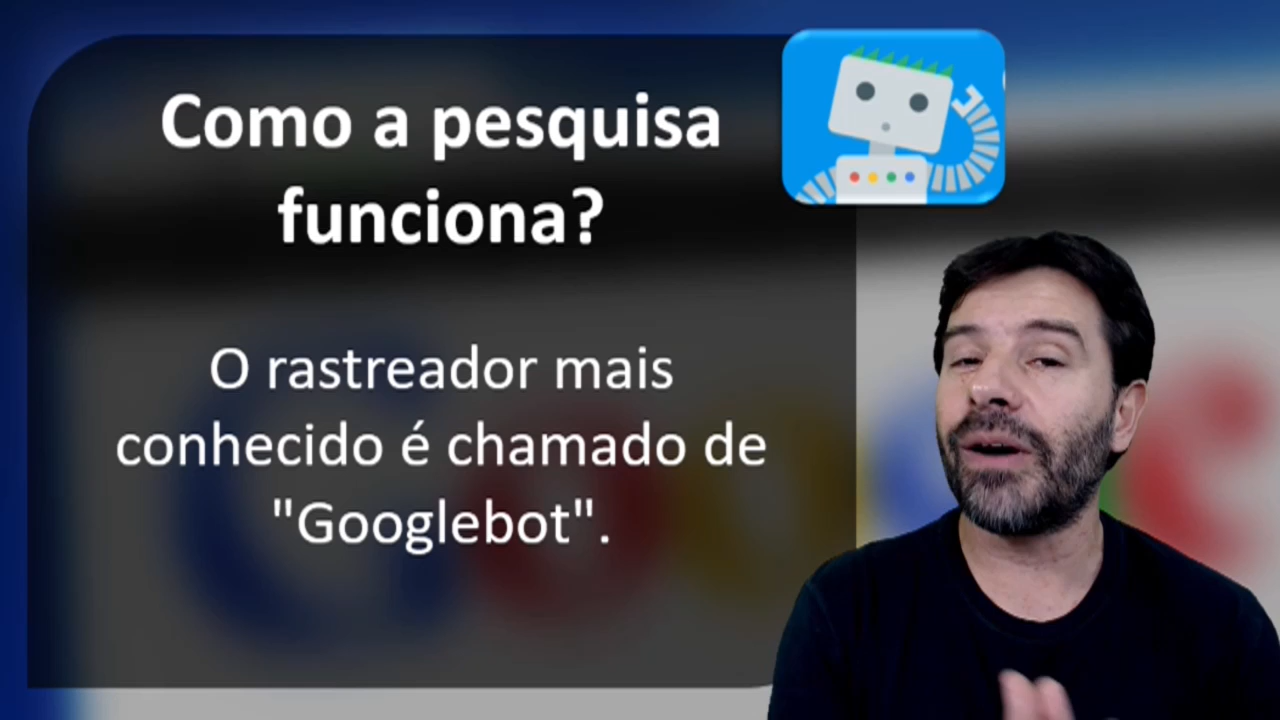 Como a pesquisa
funciona?
O rastreador mais
conhecido é chamado de
"Googlebot".